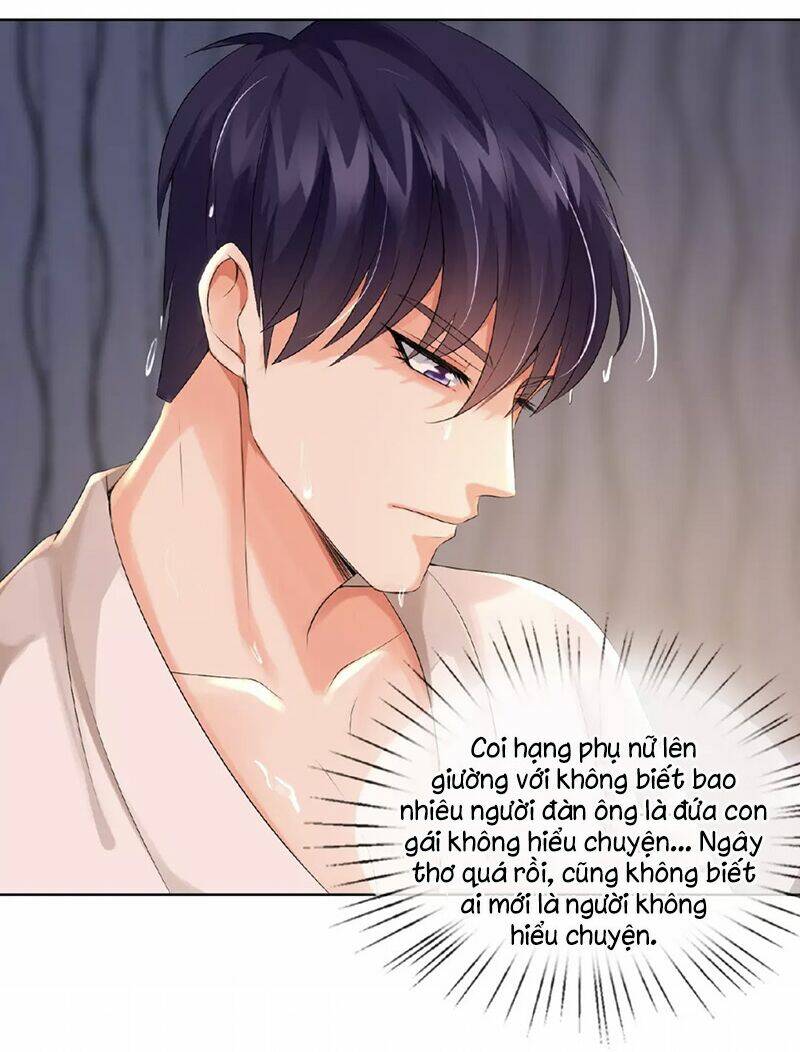 Coi hạng phụ nữ lên
giường với không biết bao
nhiêu người đàn ông là đứa con
gái không hiểu chuyện... Ngây
thơ quá rồi, cũng không biết
ai mới là người không
hiểu chuyện.